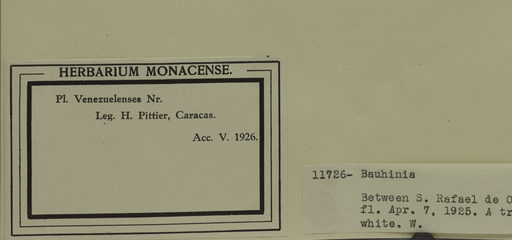 HERBARIUM MONACENSE.
Pl. Venezuelenses Nr.
Leg. H. Pittier, Caracas.
Acc. V. 1926.
11726- Bauhinia
Between S. Rafael de
fl. Apr. 7, 1925. A
white. W.